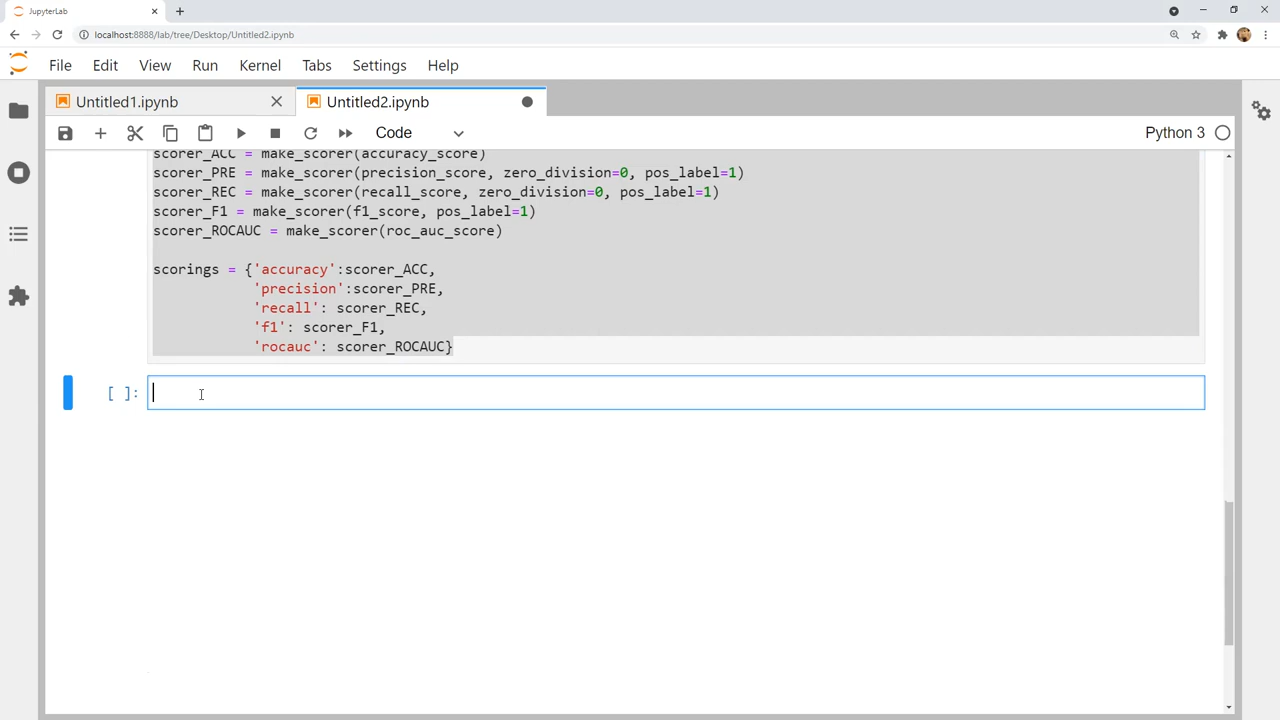 JupyterLab
localhost:8888/lab/tree/Desktop/Untitled2.ipynb
File Edit View Run Kernel Tabs Settings Help
Untitled1.ipynb Untitled2.ipynb
Code Python 3
scorer_ACC = make_scorer(accuracy_score)
scorer_PRE = make_scorer(precision_score, zero_division=0, pos_label=1)
scorer_REC = make_scorer(recall_score, zero_division=0, pos_label=1)
scorer_F1 = make_scorer(f1_score, pos_label=1)
scorer_ROCAUC = make_scorer(roc_auc_score)
scorings = {'accuracy':scorer_ACC,
'precision':scorer_PRE,
'recall': scorer_REC,
'f1': scorer_F1,
'rocauc': scorer_ROCAUC}
[ ]: